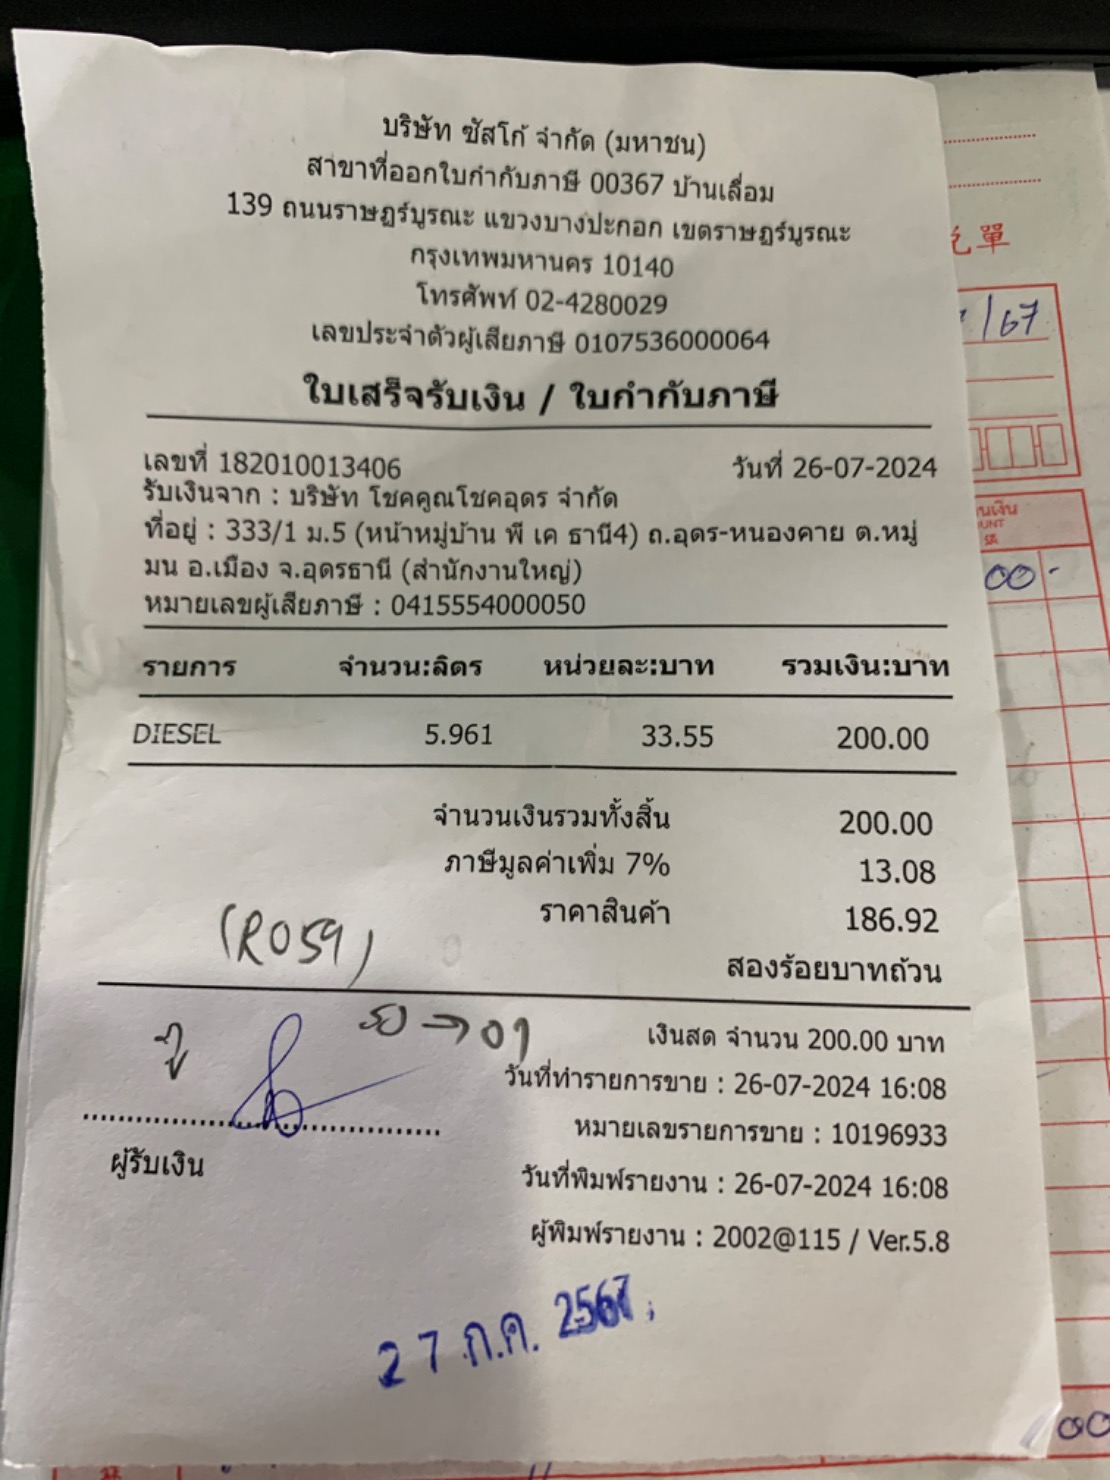 บริษัท ซัสโก้ จำกัด (มหาชน)
สาขาที่ออกใบกำกับภาษี 00367 บ้านเลื่อม
139 ถนนราษฏร์บูรณะ แขวงบางปะกอก เขตราษฏร์บูรณะ
กรุงเทพมหานคร 10140
โทรศัพท์ 02-4280029
เลขประจำตัวผู้เสียภาษี 0107536000064
ใบเสร็จรับเงิน / ใบกำกับภาษี
เลขที่ 182010013406 วันที่ 26-07-2024
รับเงินจาก : บริษัท โชคคูณโชคอุดร จำกัด
ที่อยู่ : 333/1 ม.5 (หน้าหมู่บ้าน พี เค ธานี4) ถ.อุดร-หนองคาย ต.หมู่
มน อ.เมือง จ.อุดรธานี (สำนักงานใหญ่)
หมายเลขผู้เสียภาษี : 0415554000050
รายการ จำนวน:ลิตร หน่วยละ:บาท รวมเงิน:บาท
DIESEL 5.961 33.55 200.00
จำนวนเงินรวมทั้งสิ้น 200.00
ภาษีมูลค่าเพิ่ม 7% 13.08
ราคาสินค้า 186.92
(R059)
สองร้อยบาทถ้วน
เงินสด จำนวน 200.00 บาท
วันที่ทำรายการขาย : 26-07-2024 16:08
หมายเลขรายการขาย : 10196933
ผู้รับเงิน
วันที่พิมพ์รายงาน : 26-07-2024 16:08
ผู้พิมพ์รายงาน : 2002@115 / Ver.5.8
27 ก.ค. 2567
單
/67
00-
00